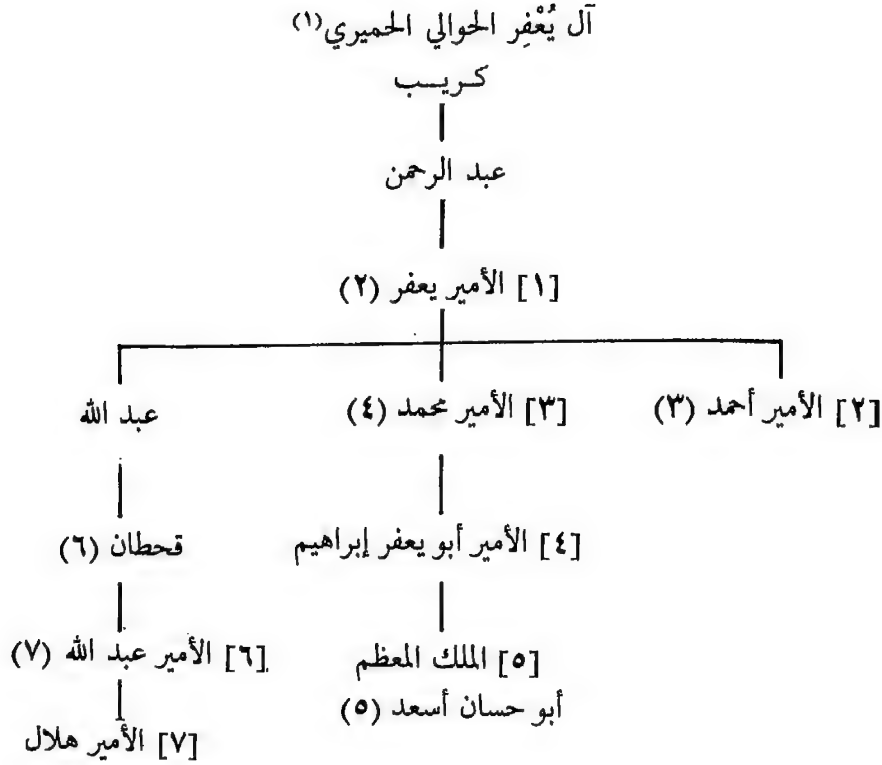 آل يُعْفِر الحوالي الحميري(١)
كريب
عبد الرحمن
[١] الأمير يعفر (٢)
[٢] الأمير أحمد (٣)
[٣] الأمير محمد (٤)
عبد الله
[٤] الأمير أبو يعفر إبراهيم
قحطان (٦)
[٥] الملك المعظم
أبو حسان أسعد (٥)
[٦] الأمير عبد الله (٧)
[٧] الأمير هلال